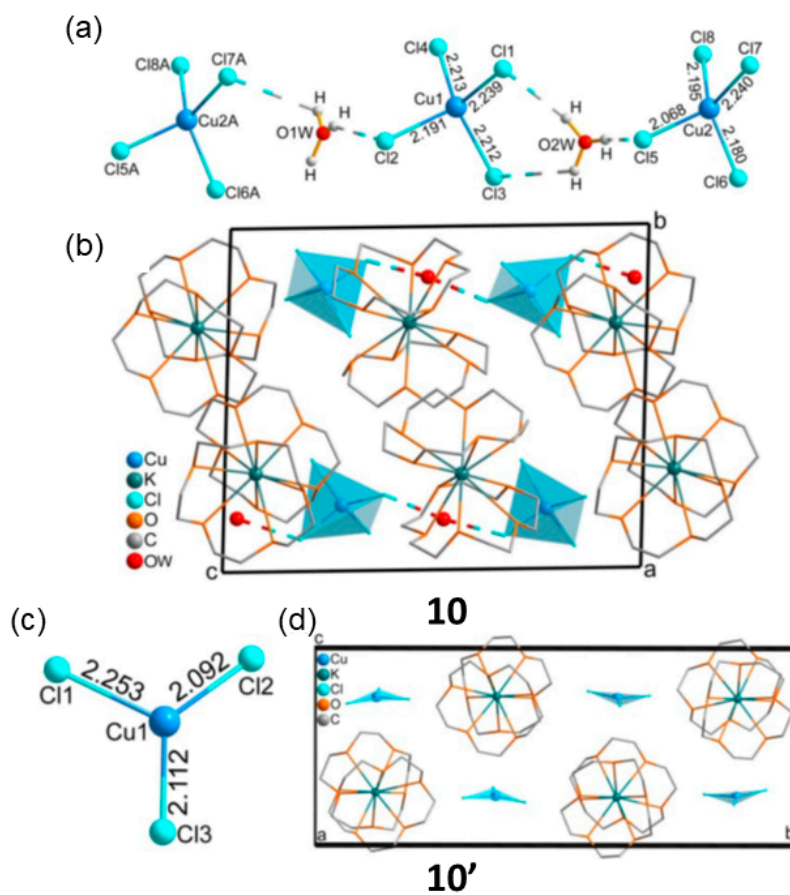 (a)
Cl8A
Cl7A
Cu2A
Cl5A
Cl6A
H
H
O1W
H
H
Cl4
Cl1
2.213
Cu1
2.239
2.191
2.212
Cl2
Cl3
H
O2W
H
H
Cl8
Cl7
2.195
2.240
2.068
Cu2
2.180
Cl5
Cl6
(b)
b
Cu
K
Cl
O
C
OW
c
a
10
(c)
2.253
2.092
Cl1
Cl2
Cu1
2.112
Cl3
(d)
c
Cu
K
Cl
O
C
a
b
10’